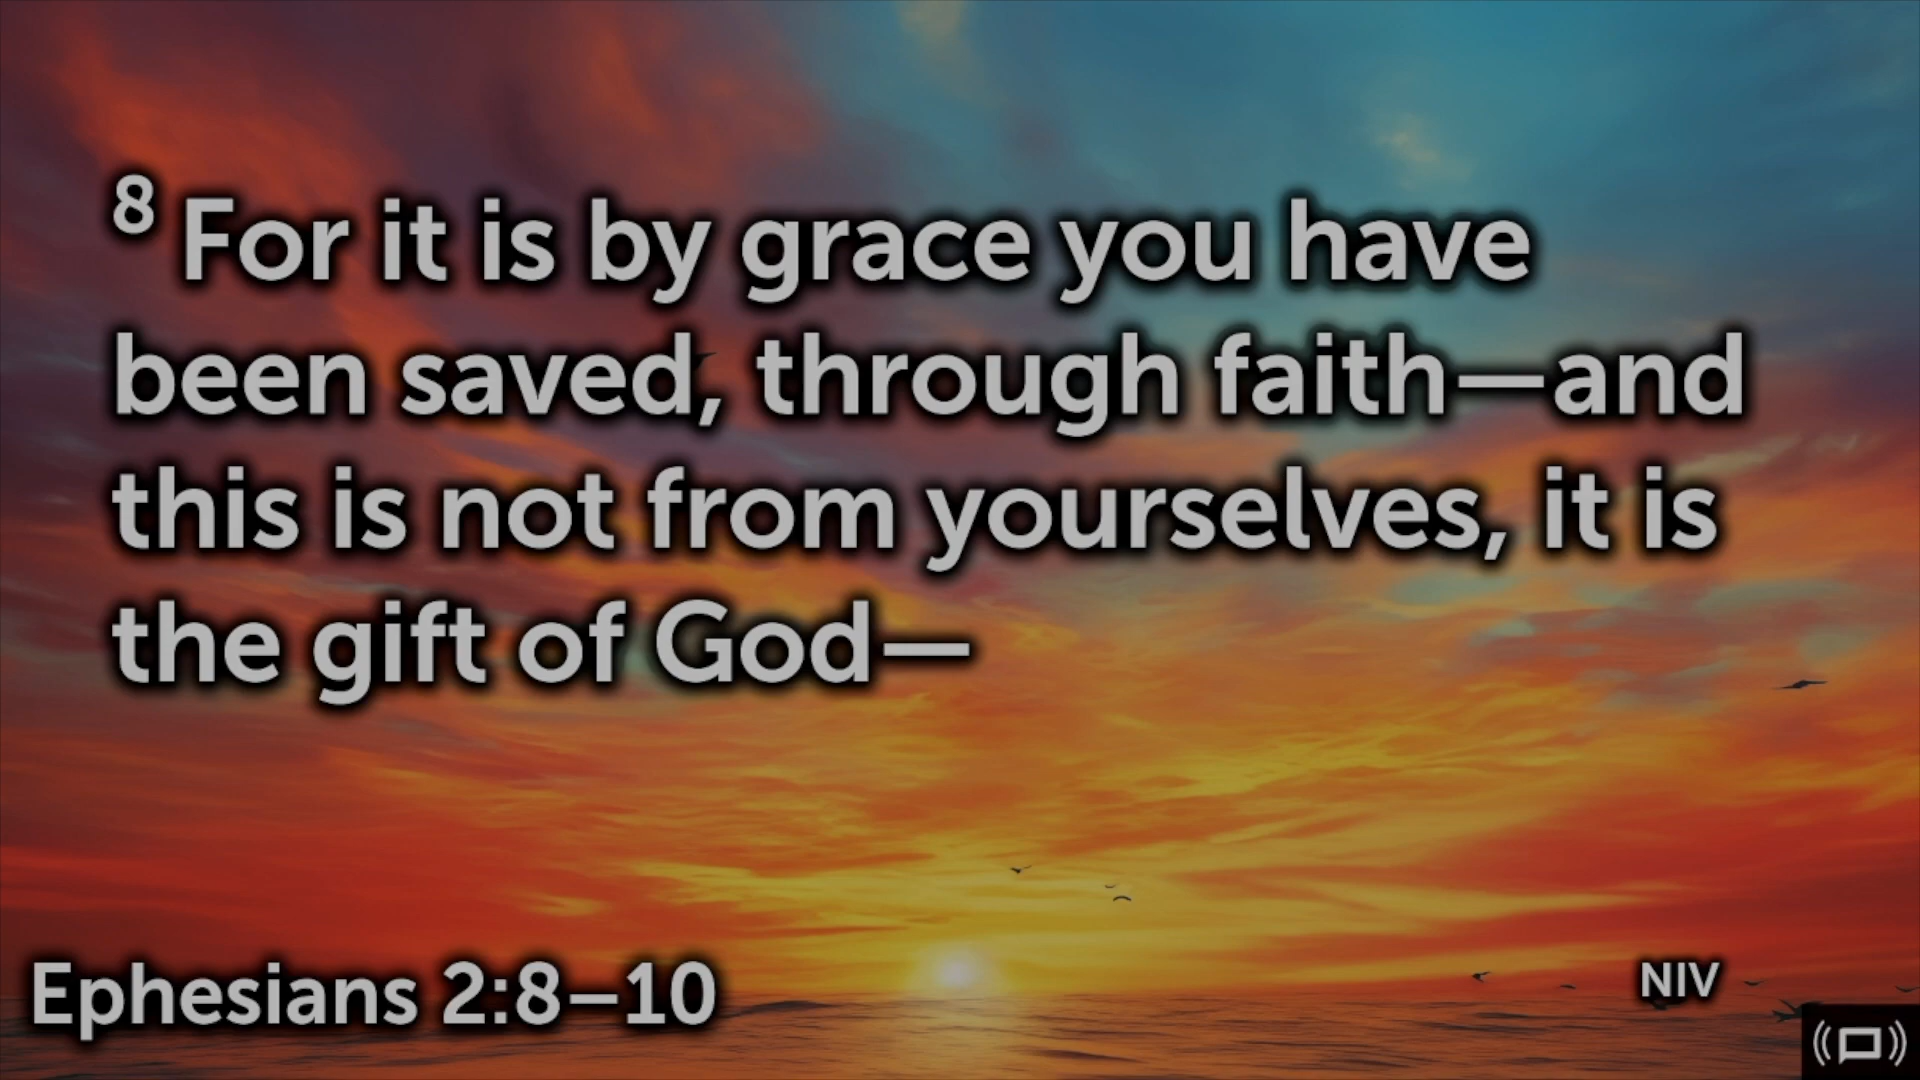 8 For it is by grace you have
been saved, through faith—and
this is not from yourselves, it is
the gift of God—
Ephesians 2:8–10
NIV